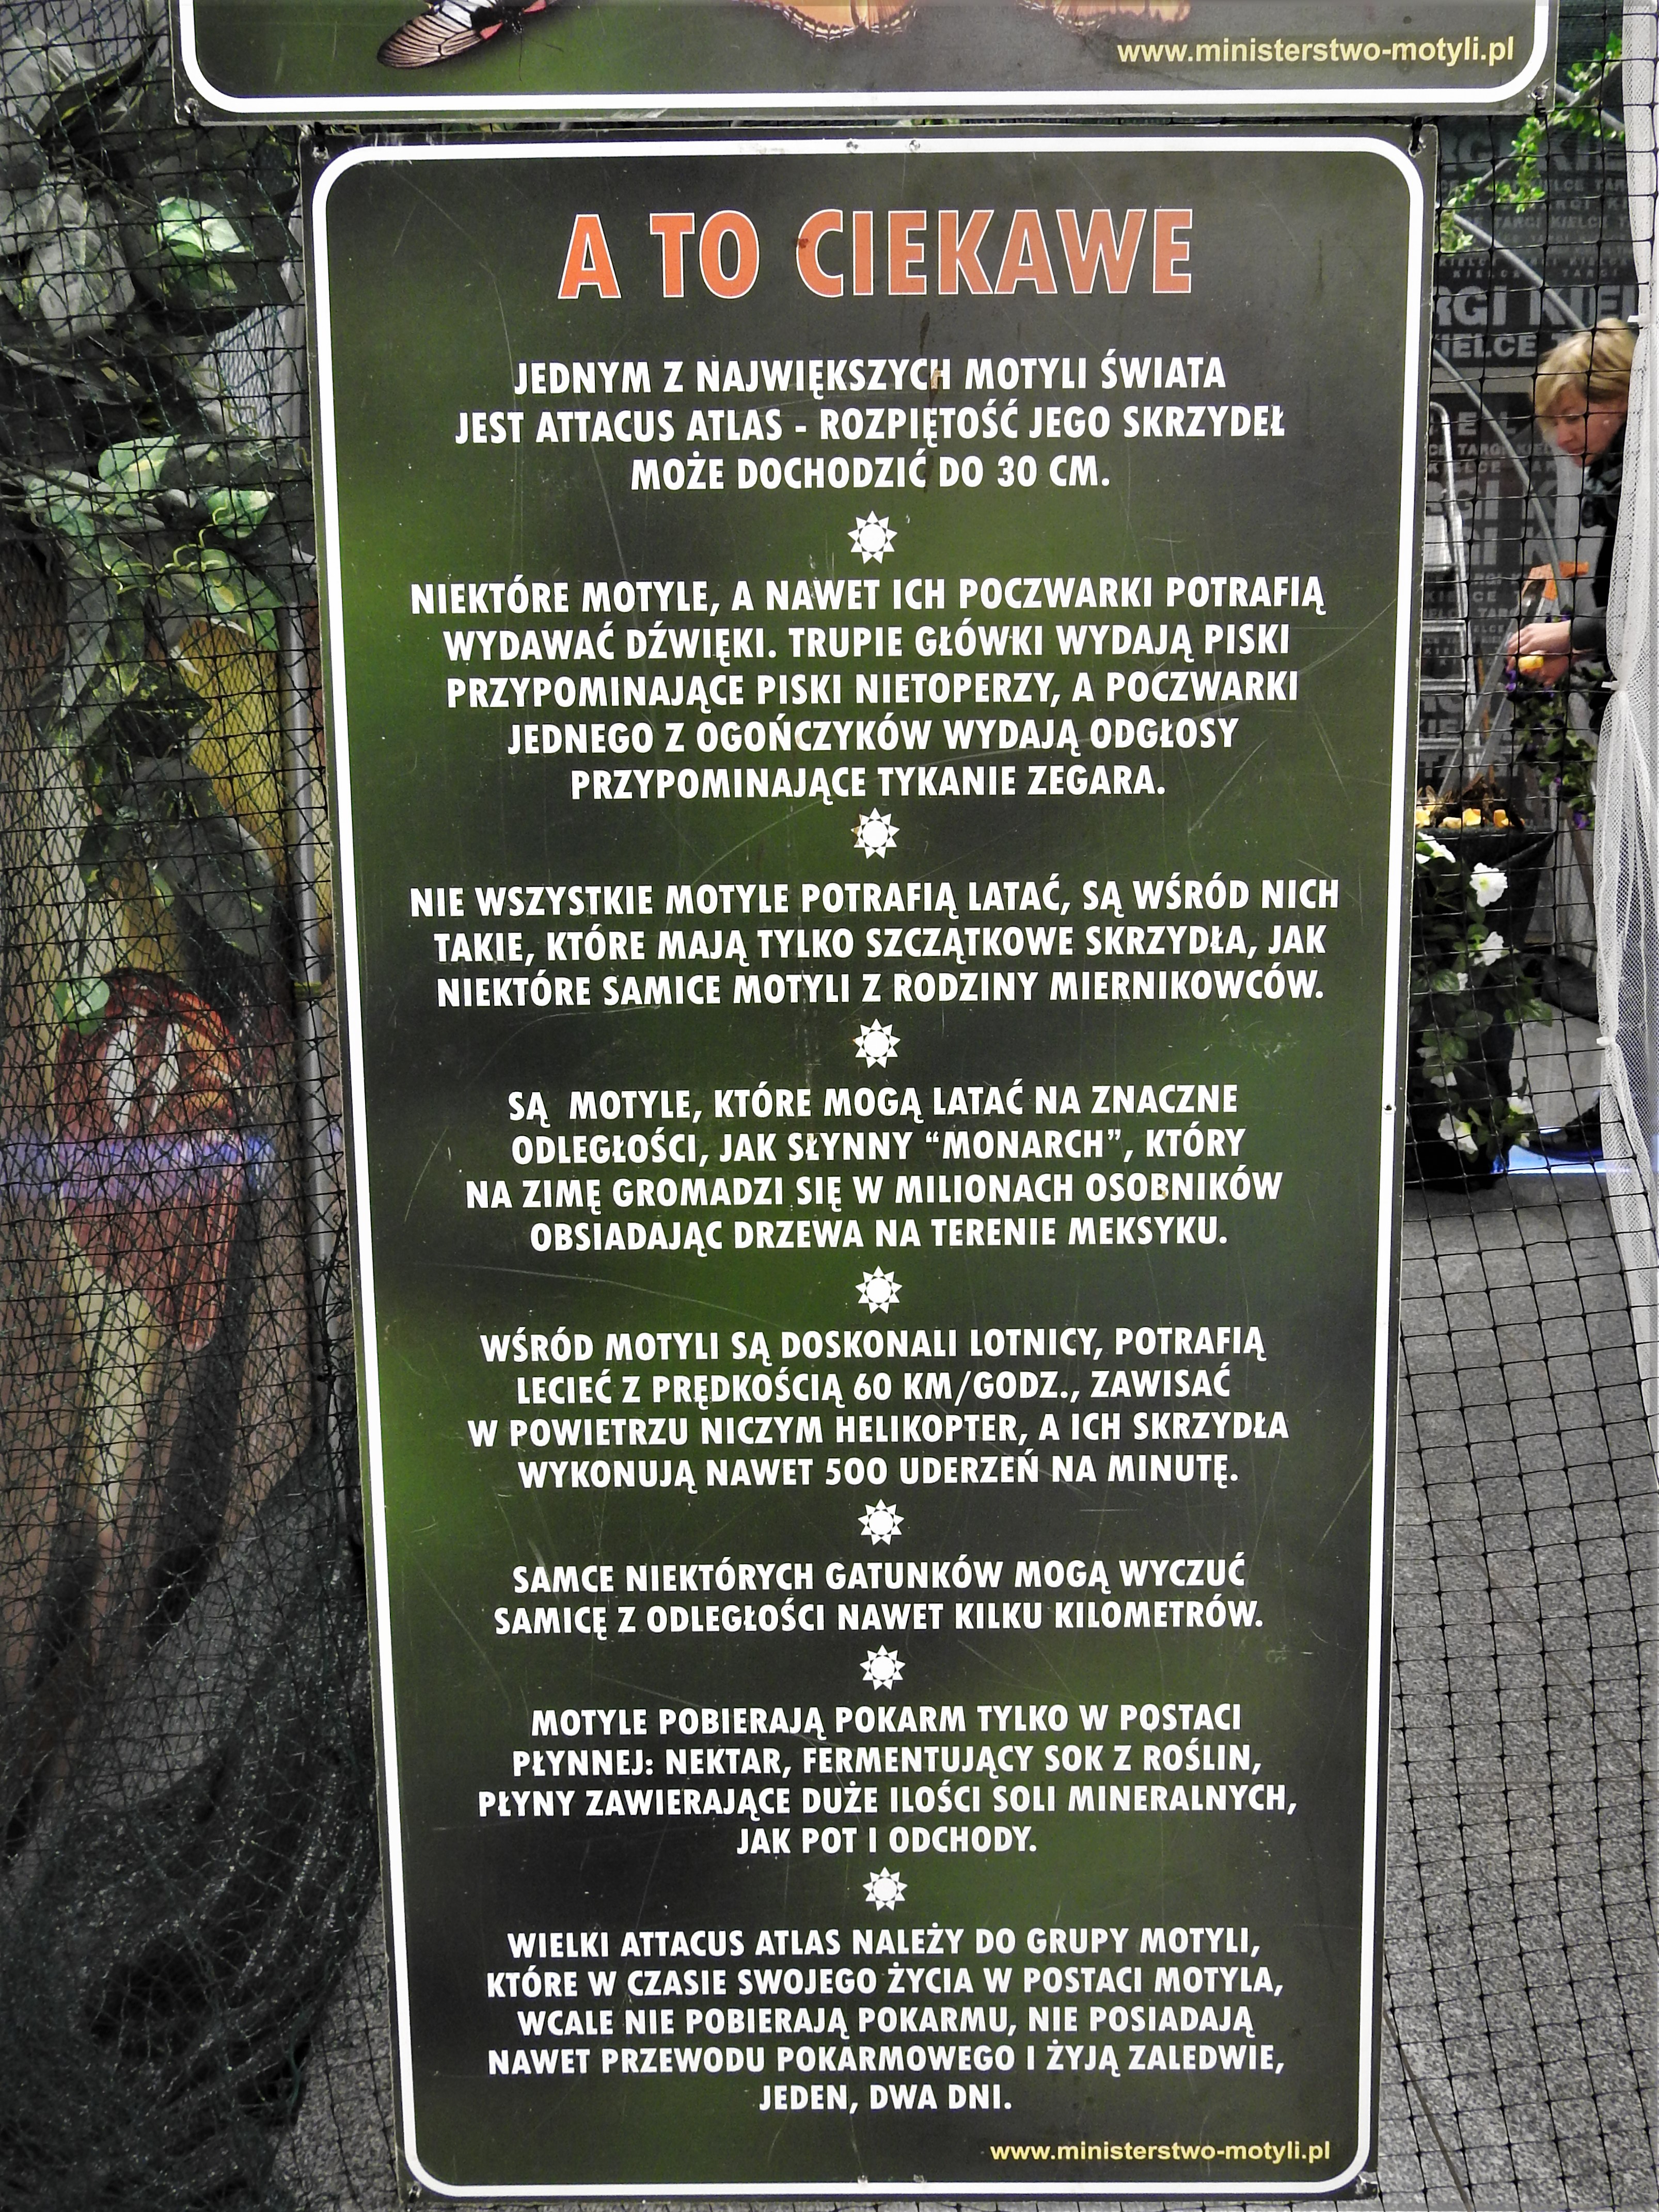 www.ministerstwo-motyli.pl
A TO CIEKAWE
JEDNYM Z NAJWIĘKSZYCH MOTYLI ŚWIATA
JEST ATTACUS ATLAS - ROZPIĘTOŚĆ JEGO SKRZYDEŁ
MOŻE DOCHODZIĆ DO 30 CM.
NIEKTÓRE MOTYLE, A NAWET ICH POCZWARKI POTRAFIĄ
WYDAWAĆ DŹWIĘKI. TRUPIE GŁÓWKI WYDAJĄ PISKI
PRZYPOMINAJĄCE PISKI NIETOPERZY, A POCZWARKI
JEDNEGO Z OGOŃCZYKÓW WYDAJĄ ODGŁOSY
PRZYPOMINAJĄCE TYKANIE ZEGARA.
NIE WSZYSTKIE MOTYLE POTRAFIĄ LATAĆ, SĄ WŚRÓD NICH
TAKIE, KTÓRE MAJĄ TYLKO SZCZĄTKOWE SKRZYDŁA, JAK
NIEKTÓRE SAMICE MOTYLI Z RODZINY MIERNIKOWCÓW.
SĄ MOTYLE, KTÓRE MOGĄ LATAĆ NA ZNACZNE
ODLEGŁOŚCI, JAK SŁYNNY “MONARCH”, KTÓRY
NA ZIMĘ GROMADZI SIĘ W MILIONACH OSOBNIKÓW
OBSIADAJĄC DRZEWA NA TERENIE MEKSYKU.
WŚRÓD MOTYLI SĄ DOSKONALI LOTNICY, POTRAFIĄ
LECIEĆ Z PRĘDKOŚCIĄ 60 KM/GODZ., ZAWISAĆ
W POWIETRZU NICZYM HELIKOPTER, A ICH SKRZYDŁA
WYKONUJĄ NAWET 500 UDERZEŃ NA MINUTĘ.
SAMCE NIEKTÓRYCH GATUNKÓW MOGĄ WYCZUĆ
SAMICĘ Z ODLEGŁOŚCI NAWET KILKU KILOMETRÓW.
MOTYLE POBIERAJĄ POKARM TYLKO W POSTACI
PŁYNNEJ: NEKTAR, FERMENTUJĄCY SOK Z ROŚLIN,
PŁYNY ZAWIERAJĄCE DUŻE ILOŚCI SOLI MINERALNYCH,
JAK POT I ODCHODY.
WIELKI ATTACUS ATLAS NALEŻY DO GRUPY MOTYLI,
KTÓRE W CZASIE SWOJEGO ŻYCIA W POSTACI MOTYLA,
WCALE NIE POBIERAJĄ POKARMU, NIE POSIADAJĄ
NAWET PRZEWODU POKARMOWEGO I ŻYJĄ ZALEDWIE,
JEDEN, DWA DNI.
www.ministerstwo-motyli.pl
TARGI KIELCE